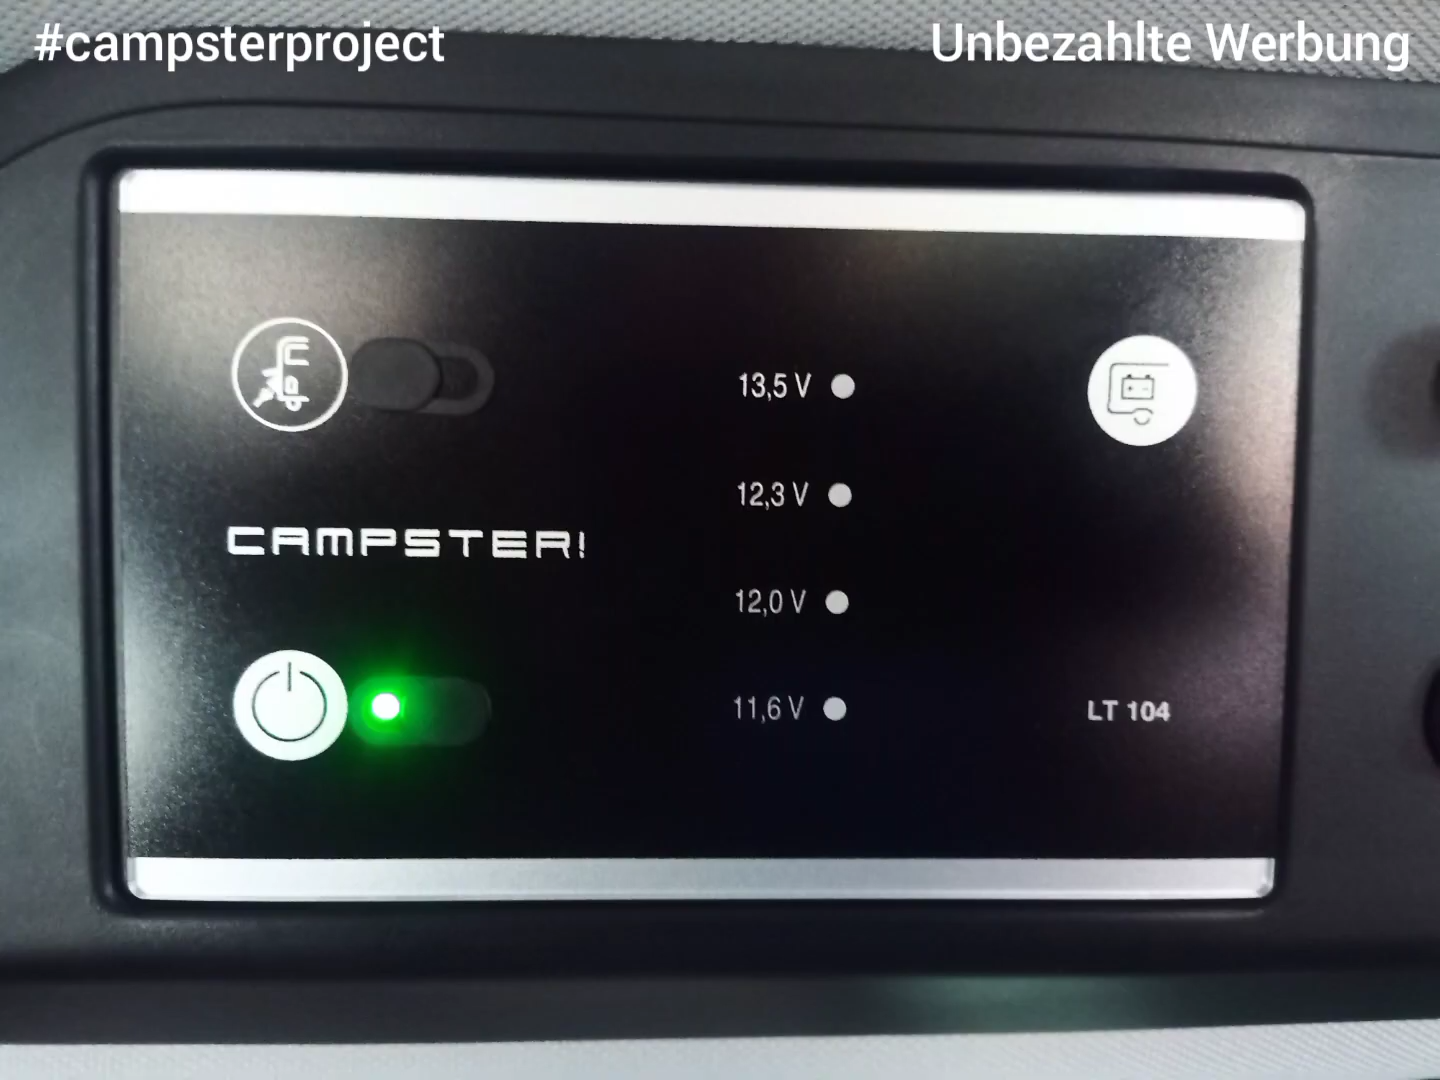 #campsterproject
Unbezahlte Werbung
13,5 V
12,3 V
CAMPSTER!
12,0 V
11,6 V
LT 104